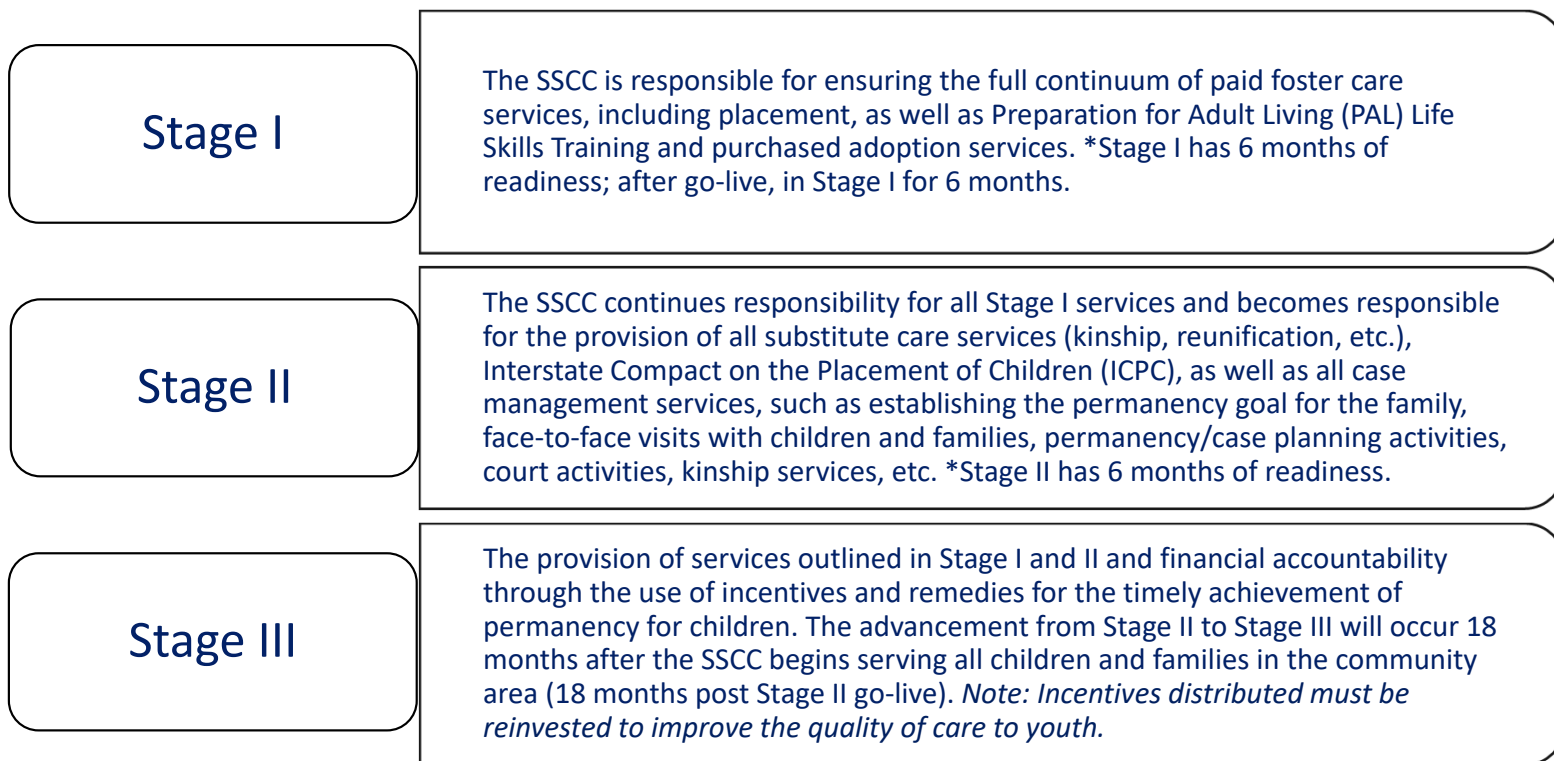 Stage I
The SSCC is responsible for ensuring the full continuum of paid foster care
services, including placement, as well as Preparation for Adult Living (PAL) Life
Skills Training and purchased adoption services. *Stage I has 6 months of
readiness; after go-live, in Stage I for 6 months.
Stage II
The SSCC continues responsibility for all Stage I services and becomes responsible
for the provision of all substitute care services (kinship, reunification, etc.),
Interstate Compact on the Placement of Children (ICPC), as well as all case
management services, such as establishing the permanency goal for the family,
face-to-face visits with children and families, permanency/case planning activities,
court activities, kinship services, etc. *Stage II has 6 months of readiness.
Stage III
The provision of services outlined in Stage I and II and financial accountability
through the use of incentives and remedies for the timely achievement of
permanency for children. The advancement from Stage II to Stage III will occur 18
months after the SSCC begins serving all children and families in the community
area (18 months post Stage II go-live). Note: Incentives distributed must be
reinvested to improve the quality of care to youth.